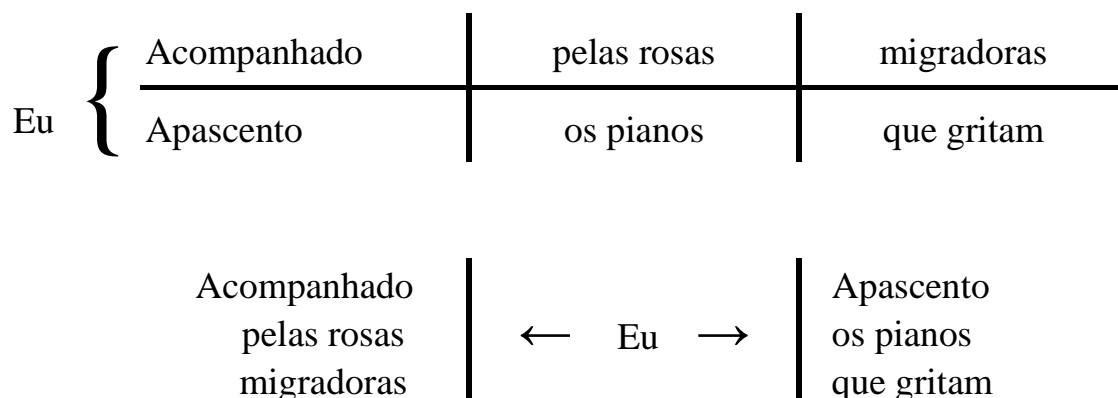 Acompanhado pelas rosas migradoras
Eu
Apascento os pianos que gritam
Acompanhado
pelas rosas
migradoras
← Eu →
Apascento
os pianos
que gritam